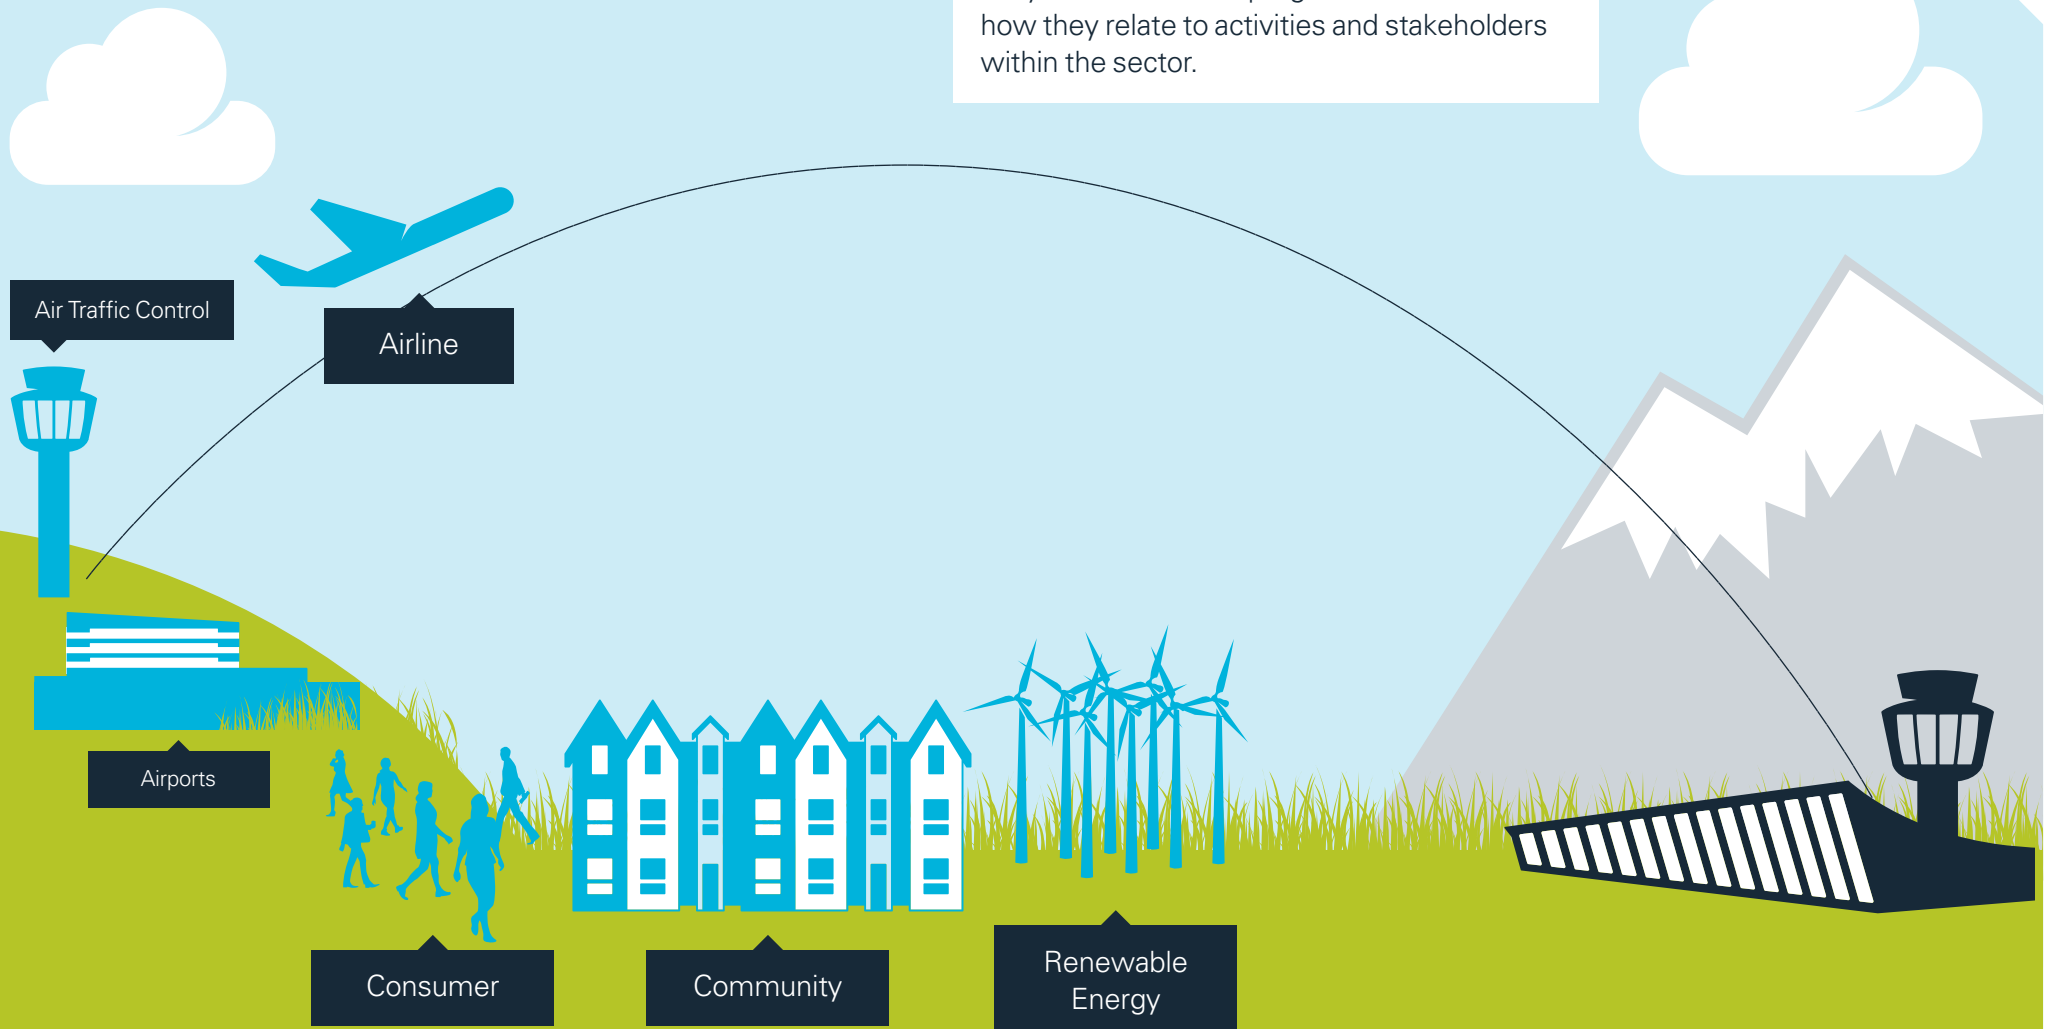 how they relate to activities and stakeholders
within the sector.
Air Traffic Control
Airline
Airports
Consumer
Community
Renewable
Energy